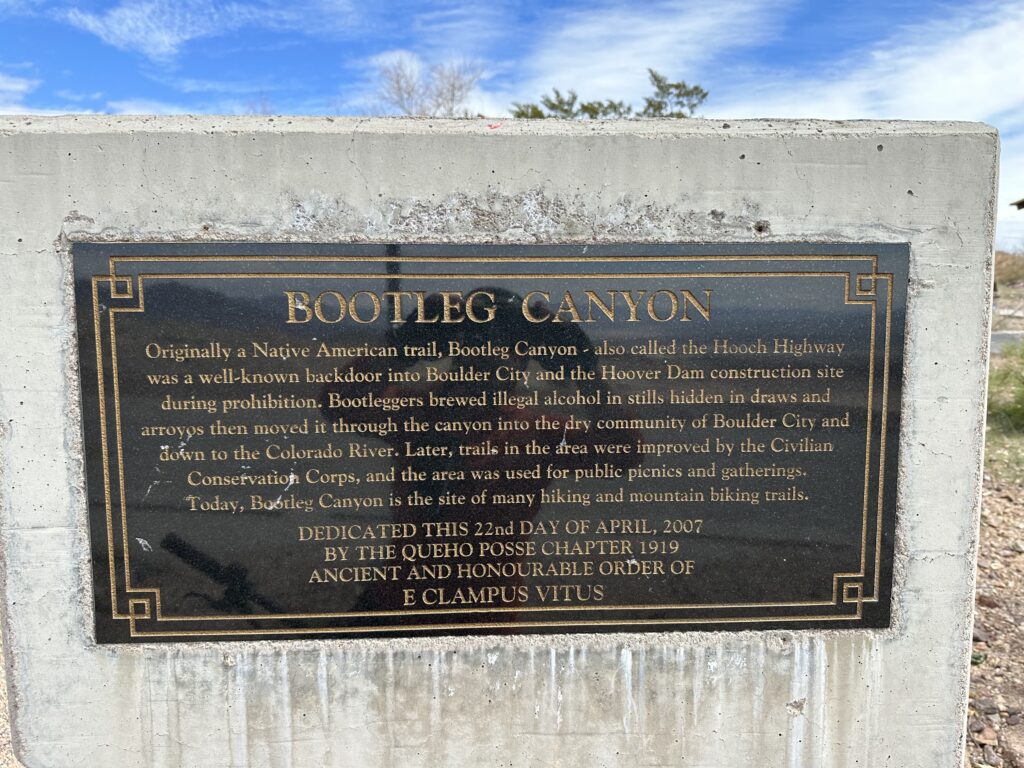 BOOTLEG CANYON
Originally a Native American trail, Bootleg Canyon - also called the Hooch Highway
was a well-known backdoor into Boulder City and the Hoover Dam construction site
during prohibition. Bootleggers brewed illegal alcohol in stills hidden in draws and
arroyos then moved it through the canyon into the dry community of Boulder City and
down to the Colorado River. Later, trails in the area were improved by the Civilian
Conservation Corps, and the area was used for public picnics and gatherings.
Today, Bootleg Canyon is the site of many hiking and mountain biking trails.
DEDICATED THIS 22nd DAY OF APRIL, 2007
BY THE QUEHO POSSE CHAPTER 1919
ANCIENT AND HONOURABLE ORDER OF
E CLAMPUS VITUS